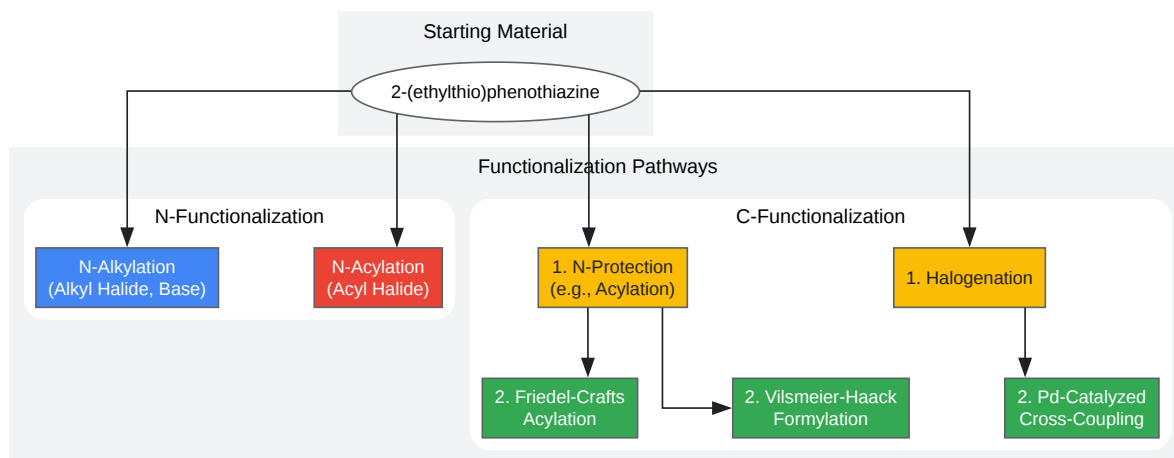 Starting Material
2-(ethylthio)phenothiazine
Functionalization Pathways
N-Functionalization
C-Functionalization
N-Alkylation
(Alkyl Halide, Base)
N-Acylation
(Acyl Halide)
1. N-Protection
(e.g., Acylation)
1. Halogenation
2. Friedel-Crafts
Acylation
2. Vilsmeier-Haack
Formylation
2. Pd-Catalyzed
Cross-Coupling